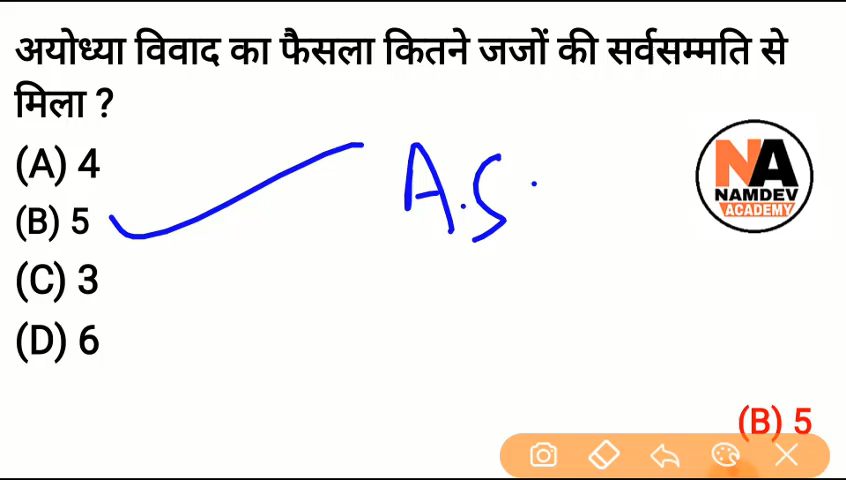 अयोध्या विवाद का फैसला कितने जजों की सर्वसम्मति से
मिला ?
(A) 4
(B) 5
(C) 3
(D) 6
A.S.
NA
NAMDEV
ACADEMY
(B) 5